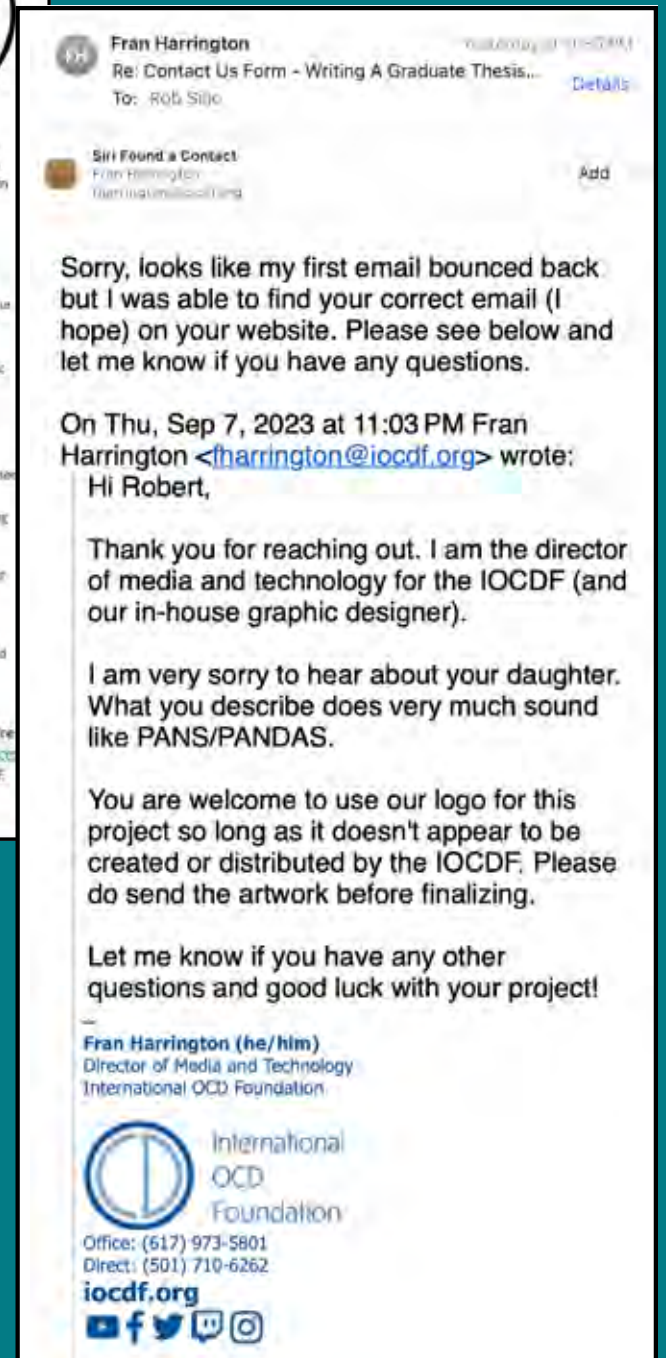 Fran Harrington
Re: Contact Us Form - Writing A Graduate Thesis...
Details
To: Rob
Siri Found a Contact
Fran Harrington
Add
Sorry, looks like my first email bounced back
but I was able to find your correct email (I
hope) on your website. Please see below and
let me know if you have any questions.
On Thu, Sep 7, 2023 at 11:03 PM Fran
Harrington <fharrington@iocdf.org> wrote:
Hi Robert,
Thank you for reaching out. I am the director
of media and technology for the IOCDF (and
our in-house graphic designer).
I am very sorry to hear about your daughter.
What you describe does very much sound
like PANS/PANDAS.
You are welcome to use our logo for this
project so long as it doesn't appear to be
created or distributed by the IOCDF. Please
do send the artwork before finalizing.
Let me know if you have any other
questions and good luck with your project!
—
Fran Harrington (he/him)
Director of Media and Technology
International OCD Foundation
International
OCD
Foundation
Office: (617) 973-5801
Direct: (501) 710-6262
iocdf.org